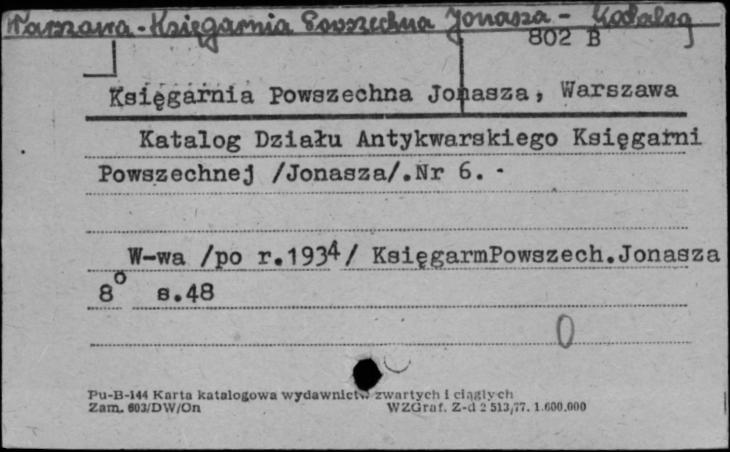 Warszawa - Księgarnia Powszechna Jonasza - Katalog
802 B
Księgarnia Powszechna Jonasza, Warszawa
Katalog Działu Antykwarskiego Księgarni
Powszechnej /Jonasza/.Nr 6. -
W-wa /po r.1934/ KsięgarmPowszech.Jonasza
8° s.48
0
Pu-B-144 Karta katalogowa wydawnictw zwartych i ciągłych
Zam. 603/DW/On WZGraf. Z-d 2 513/77. 1.600.000